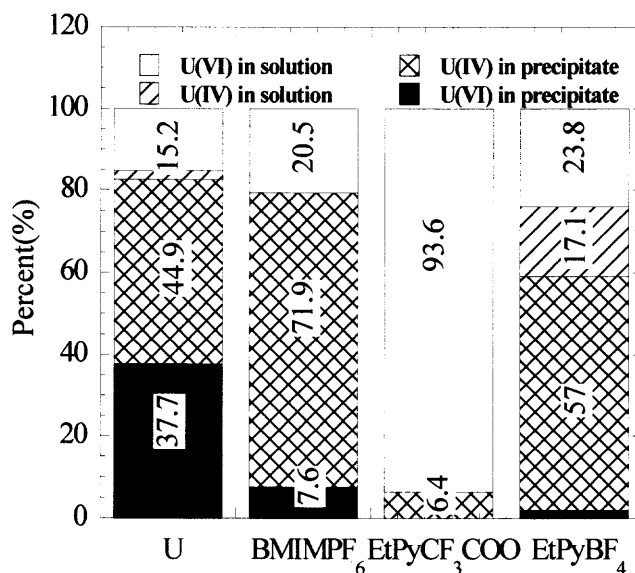 120
100
80
60
40
20
0
Percent(%)
U(VI) in solution
U(IV) in precipitate
U(IV) in solution
U(VI) in precipitate
15.2
44.9
37.7
20.5
71.9
7.6
93.6
6.4
23.8
17.1
57
U
BMIMPF6
EtPyCF3COO
EtPyBF4